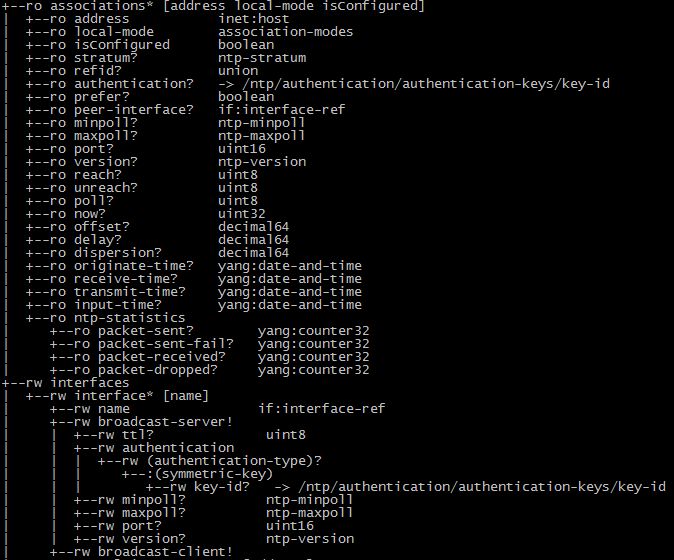 +--ro associations* [address local-mode isConfigured]
|  +--ro address            inet:host
|  +--ro local-mode         association-modes
|  +--ro isConfigured       boolean
|  +--ro stratum?           ntp-stratum
|  +--ro refid?             union
|  +--ro authentication?    -> /ntp/authentication/authentication-keys/key-id
|  +--ro prefer?            boolean
|  +--ro peer-interface?    if:interface-ref
|  +--ro minpoll?           ntp-minpoll
|  +--ro maxpoll?           ntp-maxpoll
|  +--ro port?              uint16
|  +--ro version?           ntp-version
|  +--ro reach?             uint8
|  +--ro unreach?           uint8
|  +--ro poll?              uint8
|  +--ro now?               uint32
|  +--ro offset?            decimal64
|  +--ro delay?             decimal64
|  +--ro dispersion?        decimal64
|  +--ro originate-time?    yang:date-and-time
|  +--ro receive-time?      yang:date-and-time
|  +--ro transmit-time?     yang:date-and-time
|  +--ro input-time?        yang:date-and-time
|  +--ro ntp-statistics
|     +--ro packet-sent?          yang:counter32
|     +--ro packet-sent-fail?     yang:counter32
|     +--ro packet-received?      yang:counter32
|     +--ro packet-dropped?       yang:counter32
+--rw interfaces
|  +--rw interface* [name]
|     +--rw name                  if:interface-ref
|     +--rw broadcast-server!
|     |  +--rw ttl?                uint8
|     |  +--rw authentication
|     |  |  +--rw (authentication-type)?
|     |  |     +--:(symmetric-key)
|     |  |        +--rw key-id?   -> /ntp/authentication/authentication-keys/key-id
|     |  +--rw minpoll?            ntp-minpoll
|     |  +--rw maxpoll?            ntp-maxpoll
|     |  +--rw port?               uint16
|     |  +--rw version?            ntp-version
|     +--rw broadcast-client!